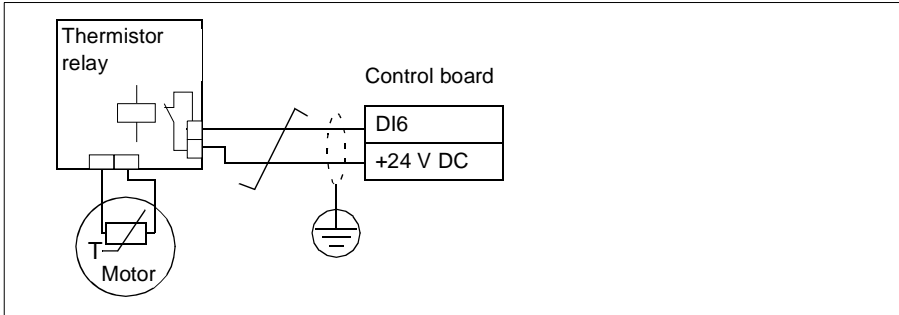 Thermistor
relay
Control board
DI6
+24 V DC
T
Motor